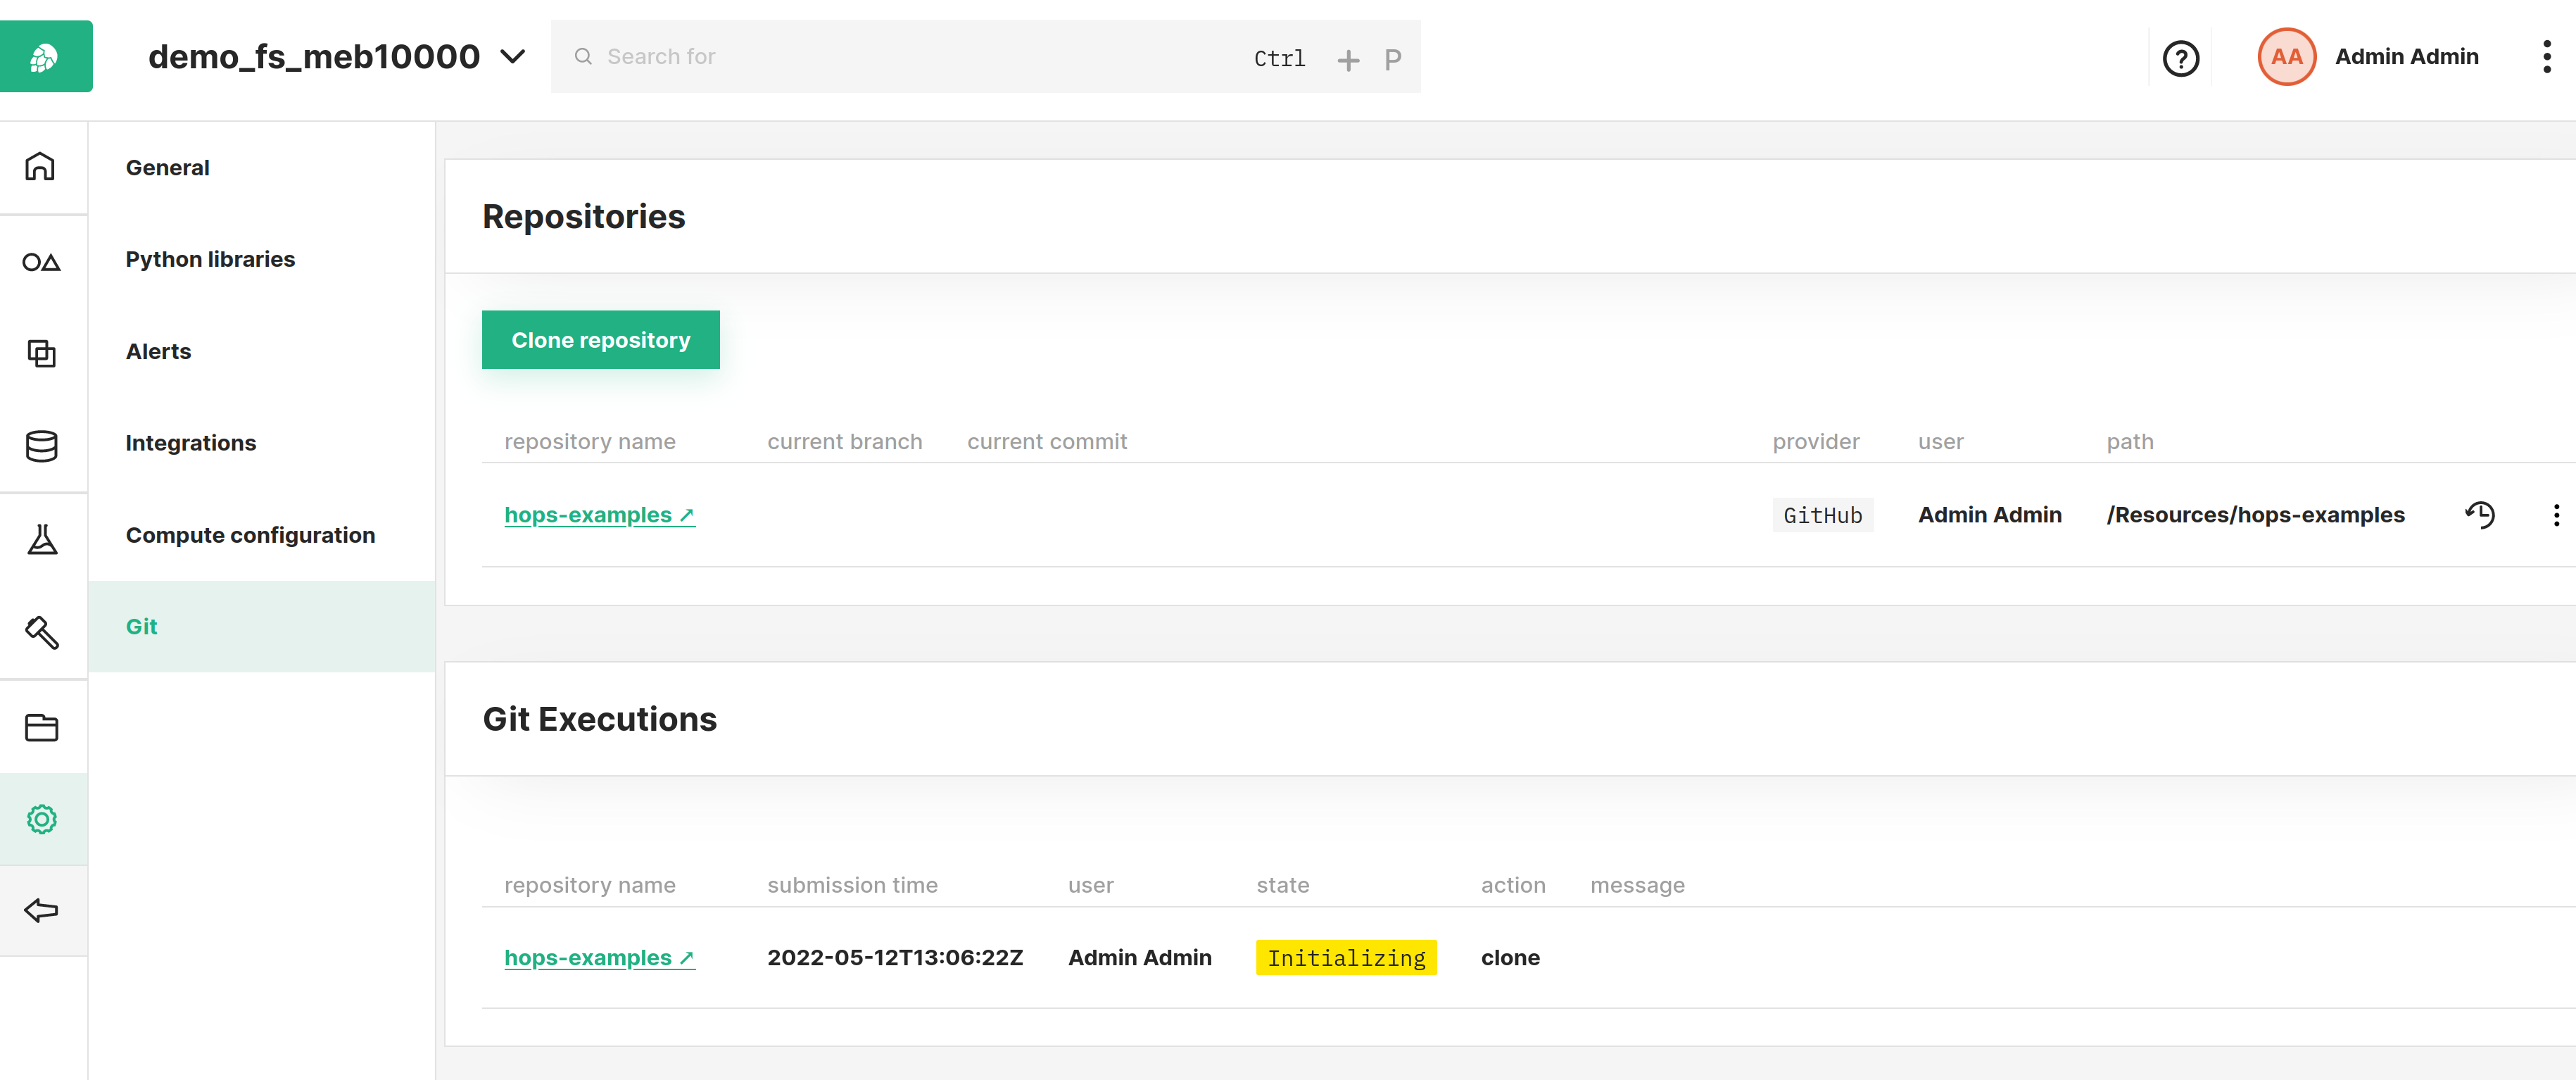 demo_fs_meb10000
Search for
Ctrl + P
?
AA
Admin Admin
General
Python libraries
Alerts
Integrations
Compute configuration
Git
Repositories
Clone repository
repository name current branch current commit provider user path
hops-examples ↗ GitHub Admin Admin /Resources/hops-examples
Git Executions
repository name submission time user state action message
hops-examples ↗ 2022-05-12T13:06:22Z Admin Admin Initializing clone